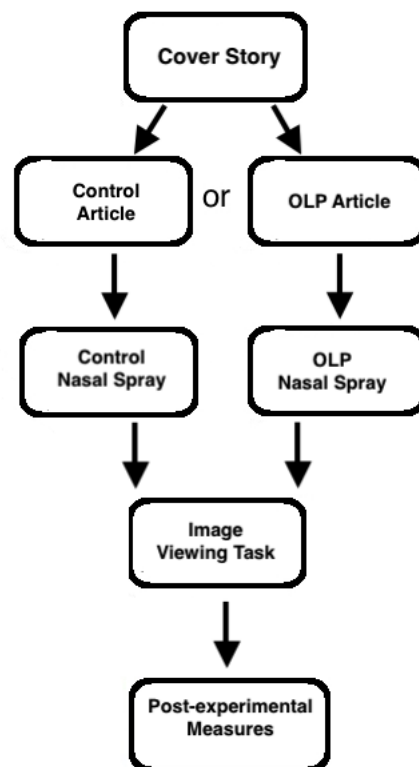 Cover Story
Control
Article
or
OLP Article
Control
Nasal Spray
OLP
Nasal Spray
Image
Viewing Task
Post-experimental
Measures